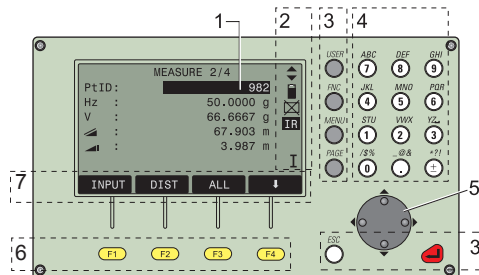 1
2
3
4
MEASURE 2/4
PtID: 982
Hz : 50.0000 g
V : 66.6667 g
: 67.903 m
: 3.987 m
IR
I
INPUT DIST ALL
7
6
F1 F2 F3 F4
USER
FNC
MENU
PAGE
ABC DEF GHI
7 8 9
JKL MNO PQR
4 5 6
STU VWX YZ
1 2 3
/$% _@& *?!
0 . ±
5
ESC
3